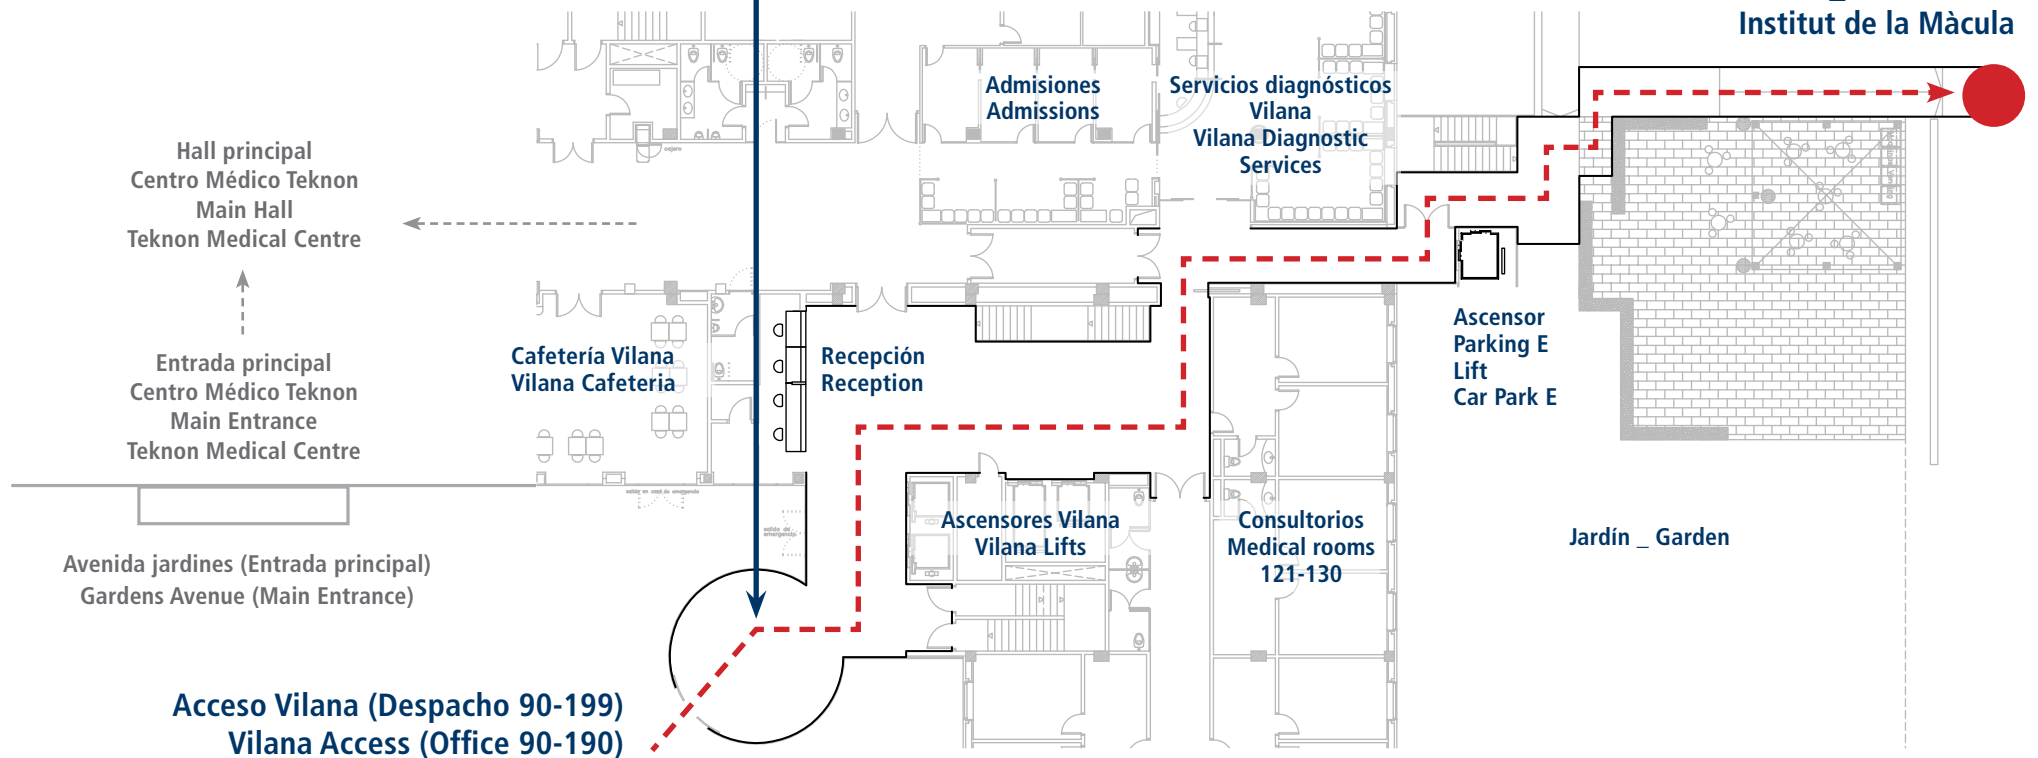 Institut de la Màcula
Admisiones
Admissions
Servicios diagnósticos
Vilana
Vilana Diagnostic
Services
Hall principal
Centro Médico Teknon
Main Hall
Teknon Medical Centre
Entrada principal
Centro Médico Teknon
Main Entrance
Teknon Medical Centre
Cafetería Vilana
Vilana Cafeteria
Recepción
Reception
Ascensor
Parking E
Lift
Car Park E
Ascensores Vilana
Vilana Lifts
Consultorios
Medical rooms
121-130
Jardín _ Garden
salida de
emergencia
Avenida jardines (Entrada principal)
Gardens Avenue (Main Entrance)
Acceso Vilana (Despacho 90-199)
Vilana Access (Office 90-190)